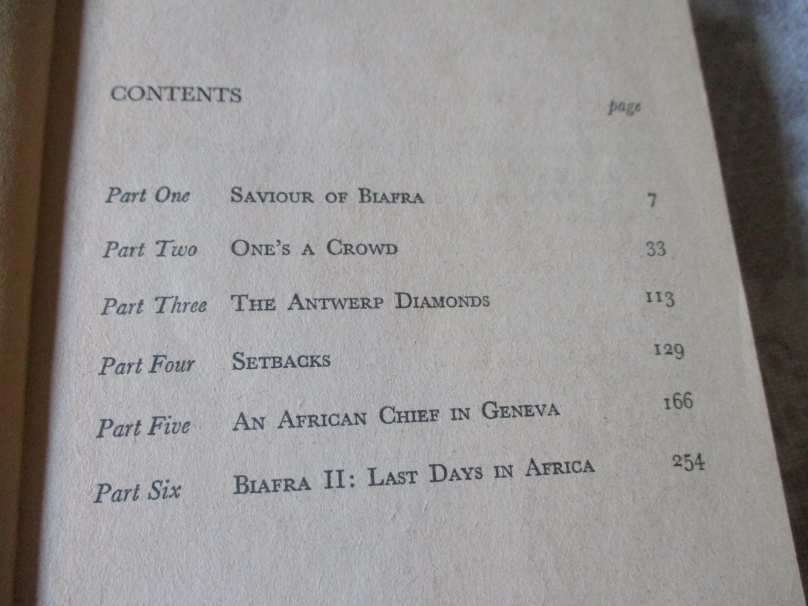 CONTENTS
page
Part One Saviour of Biafra 7
Part Two One's a Crowd 33
Part Three The Antwerp Diamonds 113
Part Four Setbacks 129
Part Five An African Chief in Geneva 166
Part Six Biafra II: Last Days in Africa 254